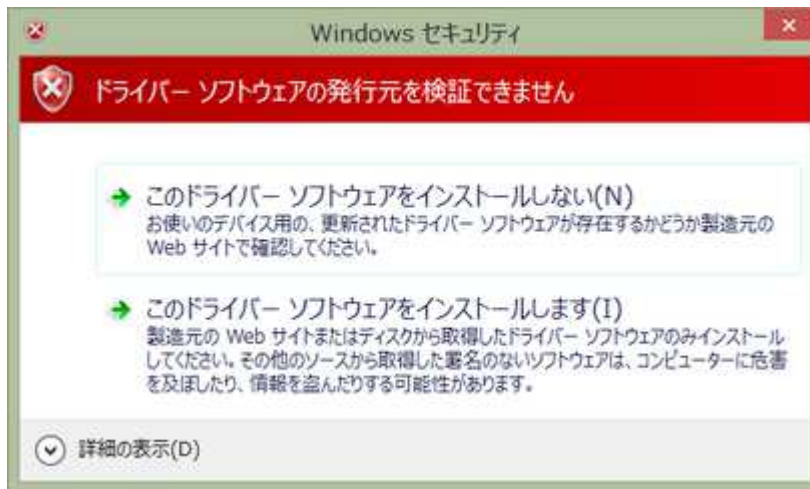 Windows セキュリティ
ドライバー ソフトウェアの発行元を検証できません
このドライバー ソフトウェアをインストールしない(N)
お使いのデバイス用の、更新されたドライバー ソフトウェアが存在するかどうか製造元の
Web サイトで確認してください。
このドライバー ソフトウェアをインストールします(I)
製造元の Web サイトまたはディスクから取得したドライバー ソフトウェアのみインストール
してください。その他のソースから取得した署名のないソフトウェアは、コンピューターに危害
を及ぼしたり、情報を盗んだりする可能性があります。
詳細の表示(D)